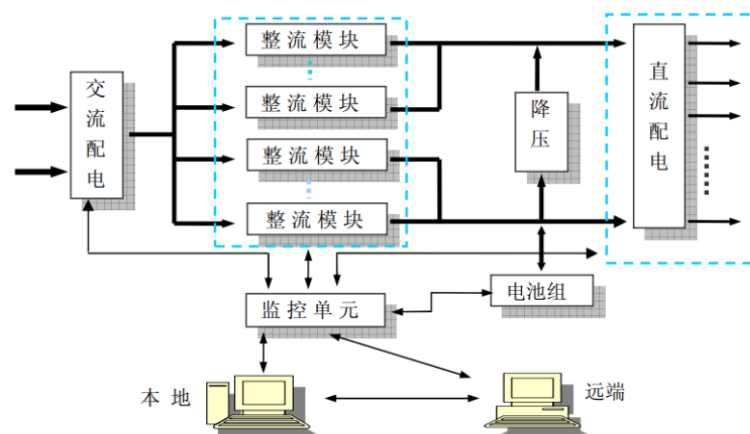 整流模块
整流模块
整流模块
整流模块
交流配电
降压
直流配电
电池组
监控单元
本 地
远端